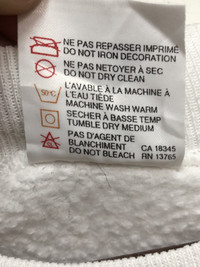 NE PAS REPASSER IMPRIMÉ
DO NOT IRON DECORATION
NE PAS NETOYER À SEC
DO NOT DRY CLEAN
L'AVABLE À LA MACHINE À
L'EAU TIÈDE
MACHINE WASH WARM
SECHER À BASSE TEMP
TUMBLE DRY MEDIUM
PAS D'AGENT DE
BLANCHIMENT CA 18345
DO NOT BLEACH RN 13765